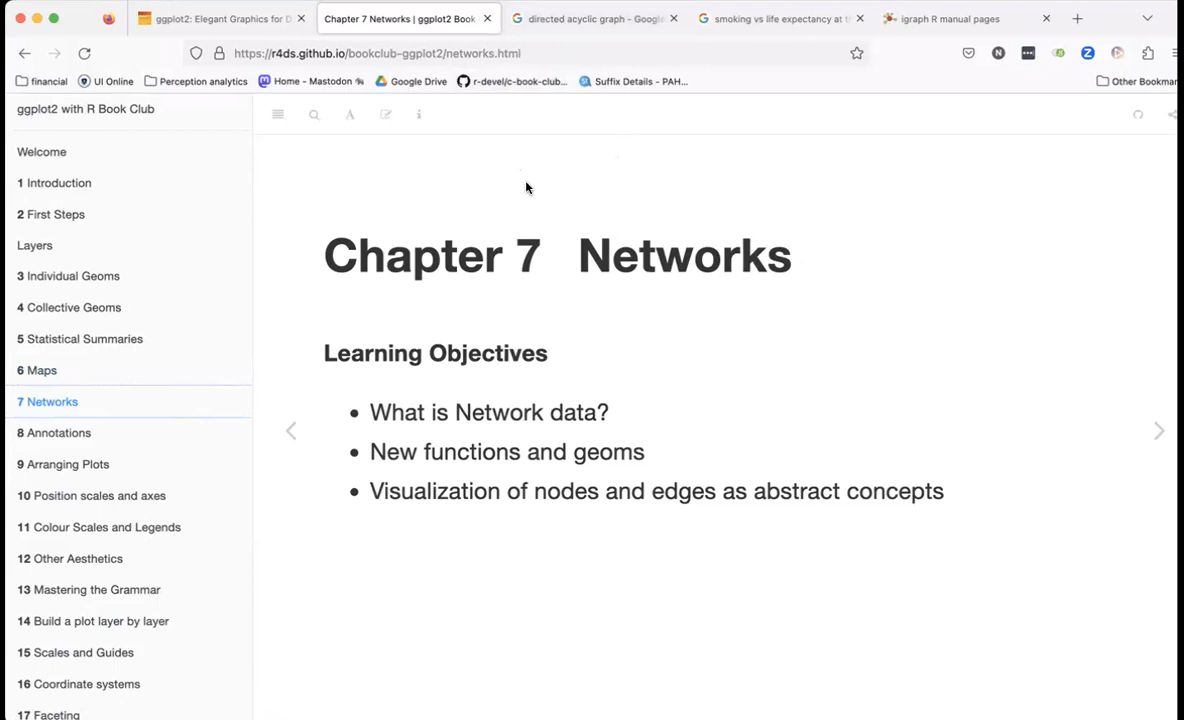 ggplot2: Elegant Graphics for D
Chapter 7 Networks | ggplot2 Book
directed acyclic graph - Google
smoking vs life expectancy at t
igraph R manual pages
https://r4ds.github.io/bookclub-ggplot2/networks.html
financial
UI Online
Perception analytics
Home - Mastodon
Google Drive
r-devel/c-book-club...
Suffix Details - PAH...
Other Bookmar
ggplot2 with R Book Club
Welcome
1 Introduction
2 First Steps
Layers
3 Individual Geoms
4 Collective Geoms
5 Statistical Summaries
6 Maps
7 Networks
8 Annotations
9 Arranging Plots
10 Position scales and axes
11 Colour Scales and Legends
12 Other Aesthetics
13 Mastering the Grammar
14 Build a plot layer by layer
15 Scales and Guides
16 Coordinate systems
17 Faceting
Chapter 7 Networks
Learning Objectives
• What is Network data?
• New functions and geoms
• Visualization of nodes and edges as abstract concepts